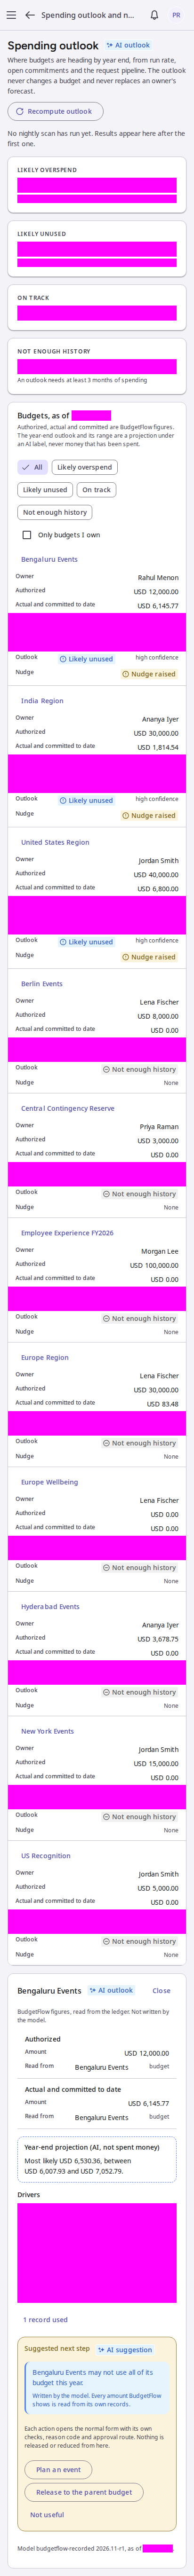 Spending outlook and n...
PR
Spending outlook
AI outlook
Where budgets are heading by year end, from run rate,
open commitments and the request pipeline. The outlook
never changes a budget and never replaces an owner's
forecast.
Recompute outlook
No nightly scan has run yet. Results appear here after the
first one.
LIKELY OVERSPEND
LIKELY UNUSED
ON TRACK
NOT ENOUGH HISTORY
An outlook needs at least 3 months of spending
Budgets, as of
Authorized, actual and committed are BudgetFlow figures.
The year-end outlook and its range are a projection under
an AI label, never money that has been spent.
All
Likely overspend
Likely unused
On track
Not enough history
Only budgets I own
Bengaluru Events
Owner
Rahul Menon
Authorized
USD 12,000.00
Actual and committed to date
USD 6,145.77
Outlook
Likely unused
high confidence
Nudge
Nudge raised
India Region
Owner
Ananya Iyer
Authorized
USD 30,000.00
Actual and committed to date
USD 1,814.54
Outlook
Likely unused
high confidence
Nudge
Nudge raised
United States Region
Owner
Jordan Smith
Authorized
USD 40,000.00
Actual and committed to date
USD 6,800.00
Outlook
Likely unused
high confidence
Nudge
Nudge raised
Berlin Events
Owner
Lena Fischer
Authorized
USD 8,000.00
Actual and committed to date
USD 0.00
Outlook
Not enough history
Nudge
None
Central Contingency Reserve
Owner
Priya Raman
Authorized
USD 3,000.00
Actual and committed to date
USD 0.00
Outlook
Not enough history
Nudge
None
Employee Experience FY2026
Owner
Morgan Lee
Authorized
USD 100,000.00
Actual and committed to date
USD 0.00
Outlook
Not enough history
Nudge
None
Europe Region
Owner
Lena Fischer
Authorized
USD 30,000.00
Actual and committed to date
USD 83.48
Outlook
Not enough history
Nudge
None
Europe Wellbeing
Owner
Lena Fischer
Authorized
USD 0.00
Actual and committed to date
USD 0.00
Outlook
Not enough history
Nudge
None
Hyderabad Events
Owner
Ananya Iyer
Authorized
USD 3,678.75
Actual and committed to date
USD 0.00
Outlook
Not enough history
Nudge
None
New York Events
Owner
Jordan Smith
Authorized
USD 15,000.00
Actual and committed to date
USD 0.00
Outlook
Not enough history
Nudge
None
US Recognition
Owner
Jordan Smith
Authorized
USD 5,000.00
Actual and committed to date
USD 0.00
Outlook
Not enough history
Nudge
None
Bengaluru Events
AI outlook
Close
BudgetFlow figures, read from the ledger. Not written by
the model.
Authorized
Amount
USD 12,000.00
Read from
Bengaluru Events
budget
Actual and committed to date
Amount
USD 6,145.77
Read from
Bengaluru Events
budget
Year-end projection (AI, not spent money)
Most likely USD 6,530.36, between
USD 6,007.93 and USD 7,052.79.
Drivers
1 record used
Suggested next step
AI suggestion
Bengaluru Events may not use all of its
budget this year.
Written by the model. Every amount BudgetFlow
shows is read from its own records.
Each action opens the normal form with its own
checks, reason code and approval route. Nothing is
released or reduced from here.
Plan an event
Release to the parent budget
Not useful
Model budgetflow-recorded 2026.11-r1, as of